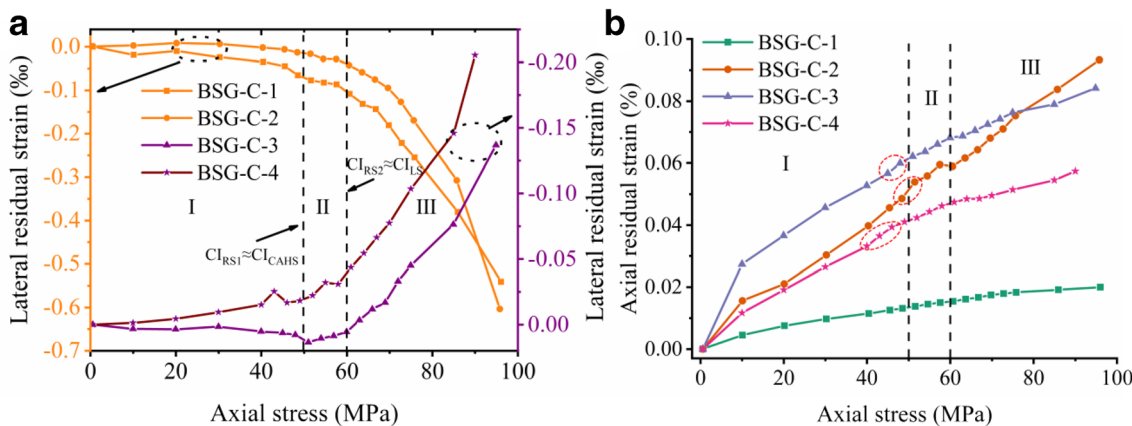 a
Lateral residual strain (‰)
0.0
-0.1
-0.2
-0.3
-0.4
-0.5
-0.6
-0.7
BSG-C-1
BSG-C-2
BSG-C-3
BSG-C-4
I
II
III
CI_RS1≈CI_CAHS
CI_RS2≈CI_LS
-0.20
-0.15
-0.10
-0.05
0.00
Lateral residual strain (‰)
0 20 40 60 80 100
Axial stress (MPa)
b
Axial residual strain (%)
0.10
0.08
0.06
0.04
0.02
0.00
BSG-C-1
BSG-C-2
BSG-C-3
BSG-C-4
I
II
III
0 20 40 60 80 100
Axial stress (MPa)